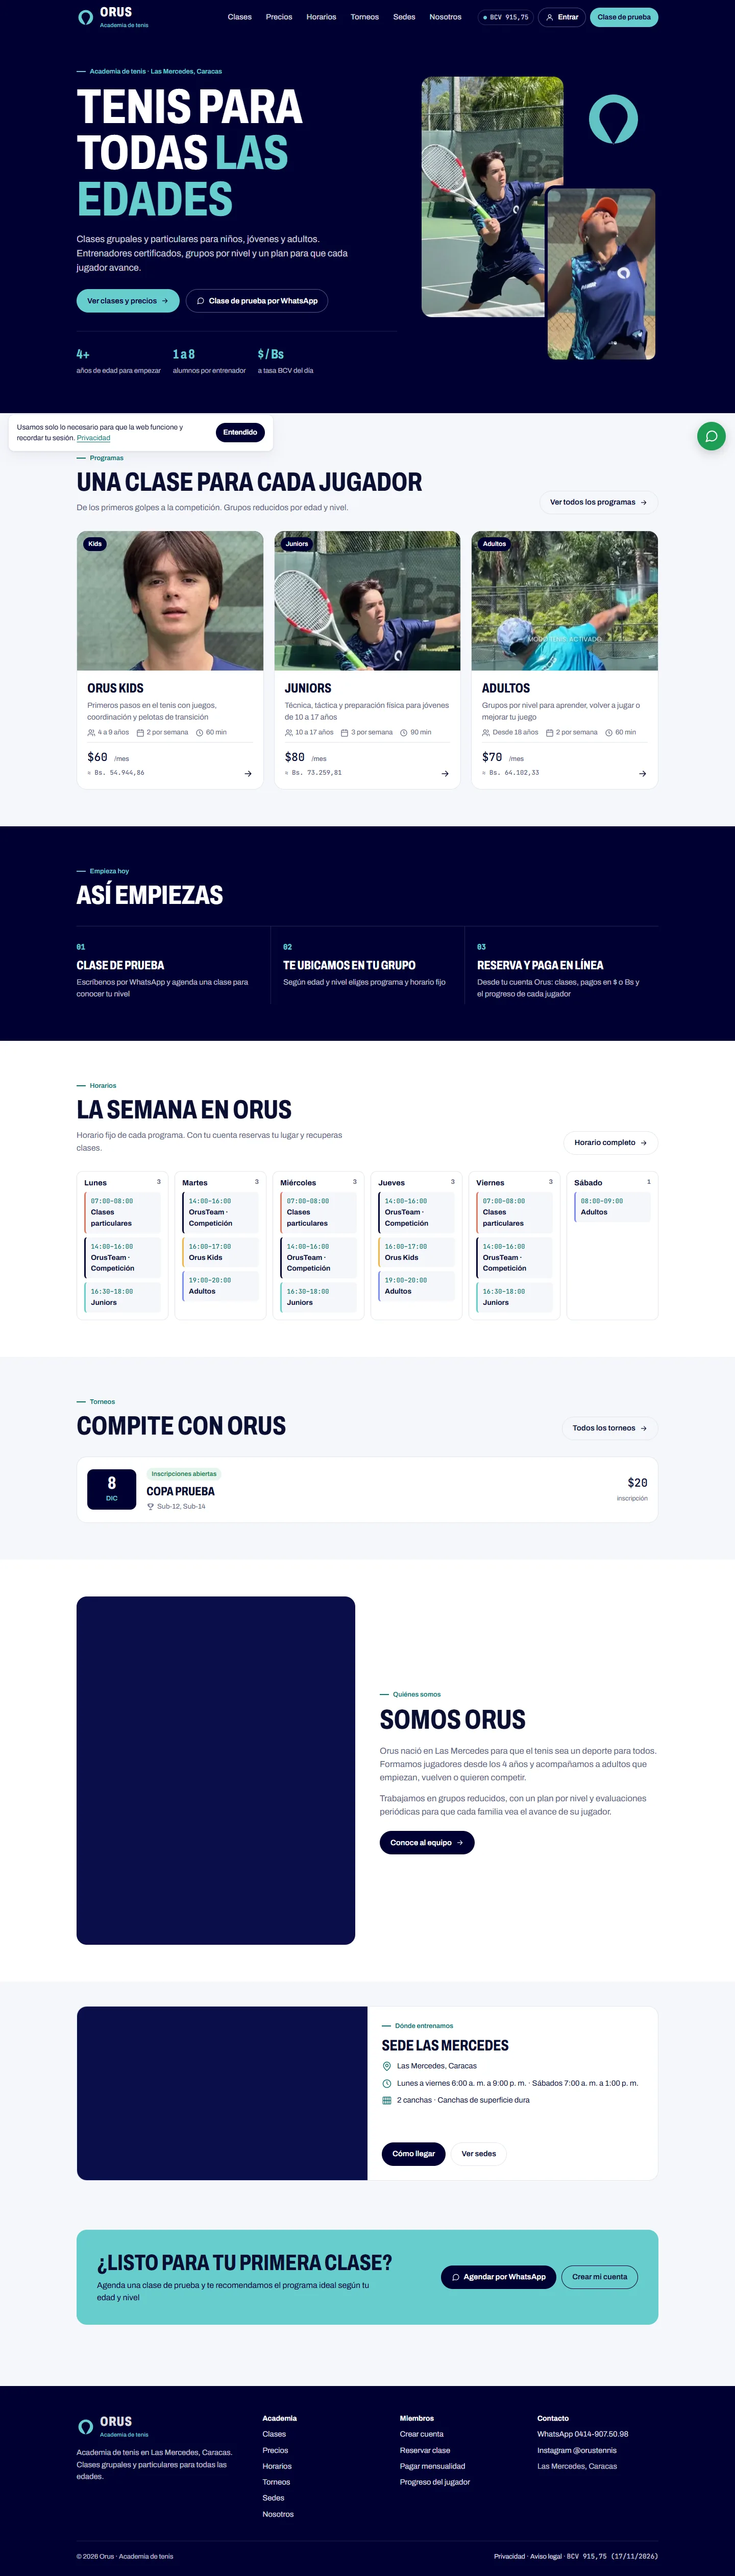 ORUS
Academia de tenis
Clases
Precios
Horarios
Torneos
Sedes
Nosotros
BCV 915,75
Entrar
Clase de prueba
Academia de tenis · Las Mercedes, Caracas
TENIS PARA
TODAS LAS
EDADES
Clases grupales y particulares para niños, jóvenes y adultos.
Entrenadores certificados, grupos por nivel y un plan para que cada
jugador avance.
Ver clases y precios →
Clase de prueba por WhatsApp
4+
años de edad para empezar
1 a 8
alumnos por entrenador
$ / Bs
a tasa BCV del día
Usamos solo lo necesario para que la web funcione y
recordar tu sesión. Privacidad
Entendido
Programas
UNA CLASE PARA CADA JUGADOR
De los primeros golpes a la competición. Grupos reducidos por edad y nivel.
Ver todos los programas →
Kids
ORUS KIDS
Primeros pasos en el tenis con juegos,
coordinación y pelotas de transición
4 a 9 años
2 por semana
60 min
$60 /mes
≈ Bs. 54.944,86
→
Juniors
JUNIORS
Técnica, táctica y preparación física para jóvenes
de 10 a 17 años
10 a 17 años
3 por semana
90 min
$80 /mes
≈ Bs. 73.259,81
→
Adultos
ADULTOS
Grupos por nivel para aprender, volver a jugar o
mejorar tu juego
Desde 18 años
2 por semana
60 min
$70 /mes
≈ Bs. 64.102,33
→
Empieza hoy
ASÍ EMPIEZAS
01
CLASE DE PRUEBA
Escríbenos por WhatsApp y agenda una clase para
conocer tu nivel
02
TE UBICAMOS EN TU GRUPO
Según edad y nivel eliges programa y horario fijo
03
RESERVA Y PAGA EN LÍNEA
Desde tu cuenta Orus: clases, pagos en $ o Bs y
el progreso de cada jugador
Horarios
LA SEMANA EN ORUS
Horario fijo de cada programa. Con tu cuenta reservas tu lugar y recuperas
clases.
Horario completo →
Lunes 3
07:00–08:00
Clases
particulares
14:00–16:00
OrusTeam ·
Competición
16:30–18:00
Juniors
Martes 3
14:00–16:00
OrusTeam ·
Competición
16:00–17:00
Orus Kids
19:00–20:00
Adultos
Miércoles 3
07:00–08:00
Clases
particulares
14:00–16:00
OrusTeam ·
Competición
16:30–18:00
Juniors
Jueves 3
14:00–16:00
OrusTeam ·
Competición
16:00–17:00
Orus Kids
19:00–20:00
Adultos
Viernes 3
07:00–08:00
Clases
particulares
14:00–16:00
OrusTeam ·
Competición
16:30–18:00
Juniors
Sábado 1
08:00–09:00
Adultos
Torneos
COMPITE CON ORUS
Todos los torneos →
8
DIC
Inscripciones abiertas
COPA PRUEBA
Sub-12, Sub-14
$20
inscripción
Quiénes somos
SOMOS ORUS
Orus nació en Las Mercedes para que el tenis sea un deporte para todos.
Formamos jugadores desde los 4 años y acompañamos a adultos que
empiezan, vuelven o quieren competir.
Trabajamos en grupos reducidos, con un plan por nivel y evaluaciones
periódicas para que cada familia vea el avance de su jugador.
Conoce al equipo →
Dónde entrenamos
SEDE LAS MERCEDES
Las Mercedes, Caracas
Lunes a viernes 6:00 a. m. a 9:00 p. m. · Sábados 7:00 a. m. a 1:00 p. m.
2 canchas · Canchas de superficie dura
Cómo llegar
Ver sedes
¿LISTO PARA TU PRIMERA CLASE?
Agenda una clase de prueba y te recomendamos el programa ideal según tu
edad y nivel
Agendar por WhatsApp
Crear mi cuenta
ORUS
Academia de tenis
Academia de tenis en Las Mercedes, Caracas.
Clases grupales y particulares para todas las
edades.
Academia
Clases
Precios
Horarios
Torneos
Sedes
Nosotros
Miembros
Crear cuenta
Reservar clase
Pagar mensualidad
Progreso del jugador
Contacto
WhatsApp 0414-907.50.98
Instagram @orustennis
Las Mercedes, Caracas
© 2026 Orus · Academia de tenis
Privacidad · Aviso legal · BCV 915,75 (17/11/2026)